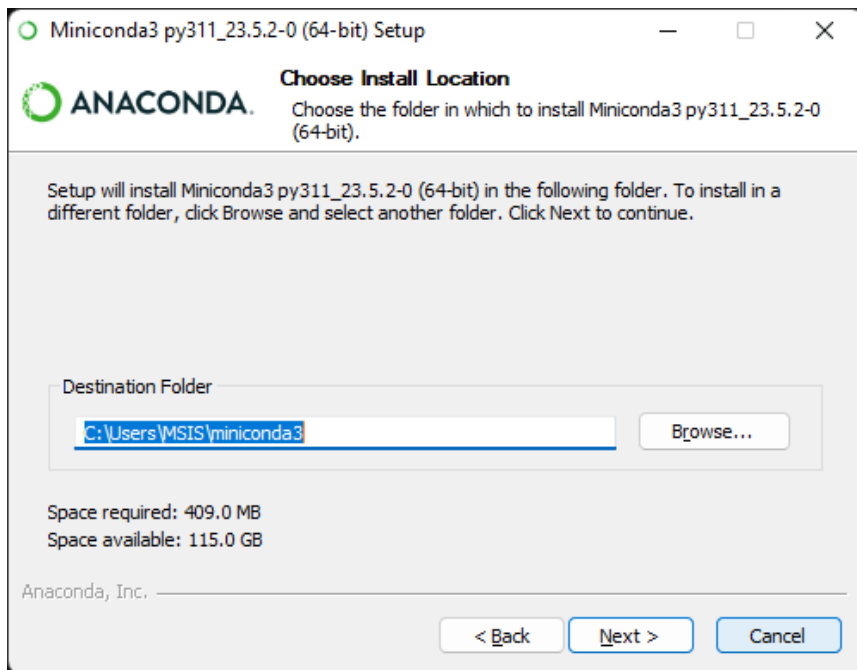 Miniconda3 py311_23.5.2-0 (64-bit) Setup
ANACONDA.
Choose Install Location
Choose the folder in which to install Miniconda3 py311_23.5.2-0
(64-bit).
Setup will install Miniconda3 py311_23.5.2-0 (64-bit) in the following folder. To install in a
different folder, click Browse and select another folder. Click Next to continue.
Destination Folder
C:\Users\MSIS\miniconda3
Browse...
Space required: 409.0 MB
Space available: 115.0 GB
Anaconda, Inc.
< Back
Next >
Cancel